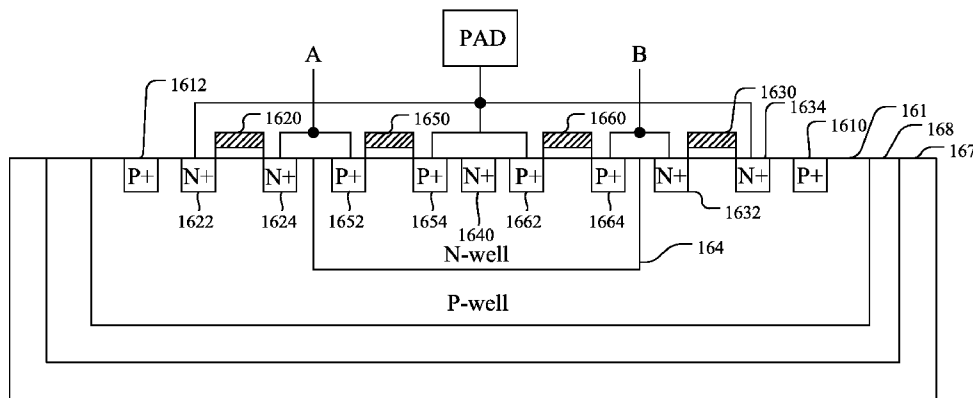 PAD
A
B
1612
1620
1650
1660
1630
1634
1610
161
168
167
P+
N+
N+
P+
P+
N+
P+
P+
N+
N+
P+
1622
1624
1652
1654
1640
1662
1664
1632
N-well
164
P-well